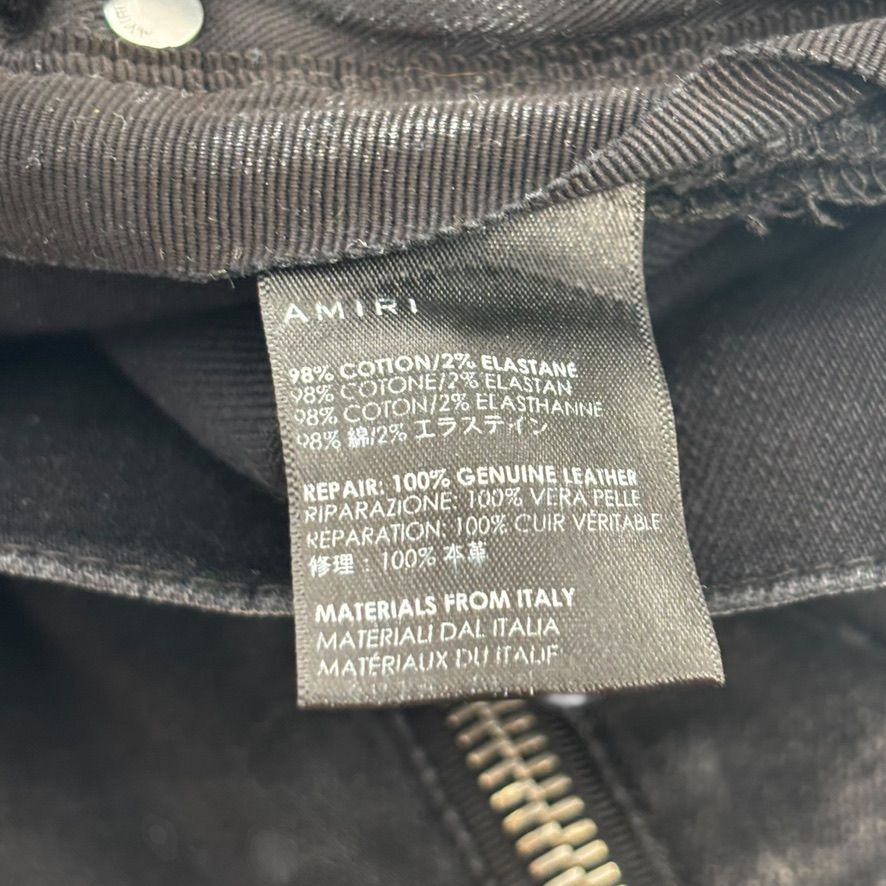 AMIRI
98% COTTON/2% ELASTANE
98% COTONE/2% ELASTAN
98% COTON/2% ELASTHANNE
98% 綿/2% エラステイン
REPAIR: 100% GENUINE LEATHER
RIPARAZIONE: 100% VERA PELLE
REPARATION: 100% CUIR VÉRITABLE
修理：100% 本革
MATERIALS FROM ITALY
MATERIALI DAL ITALIA
MATÉRIAUX DU ITALIE